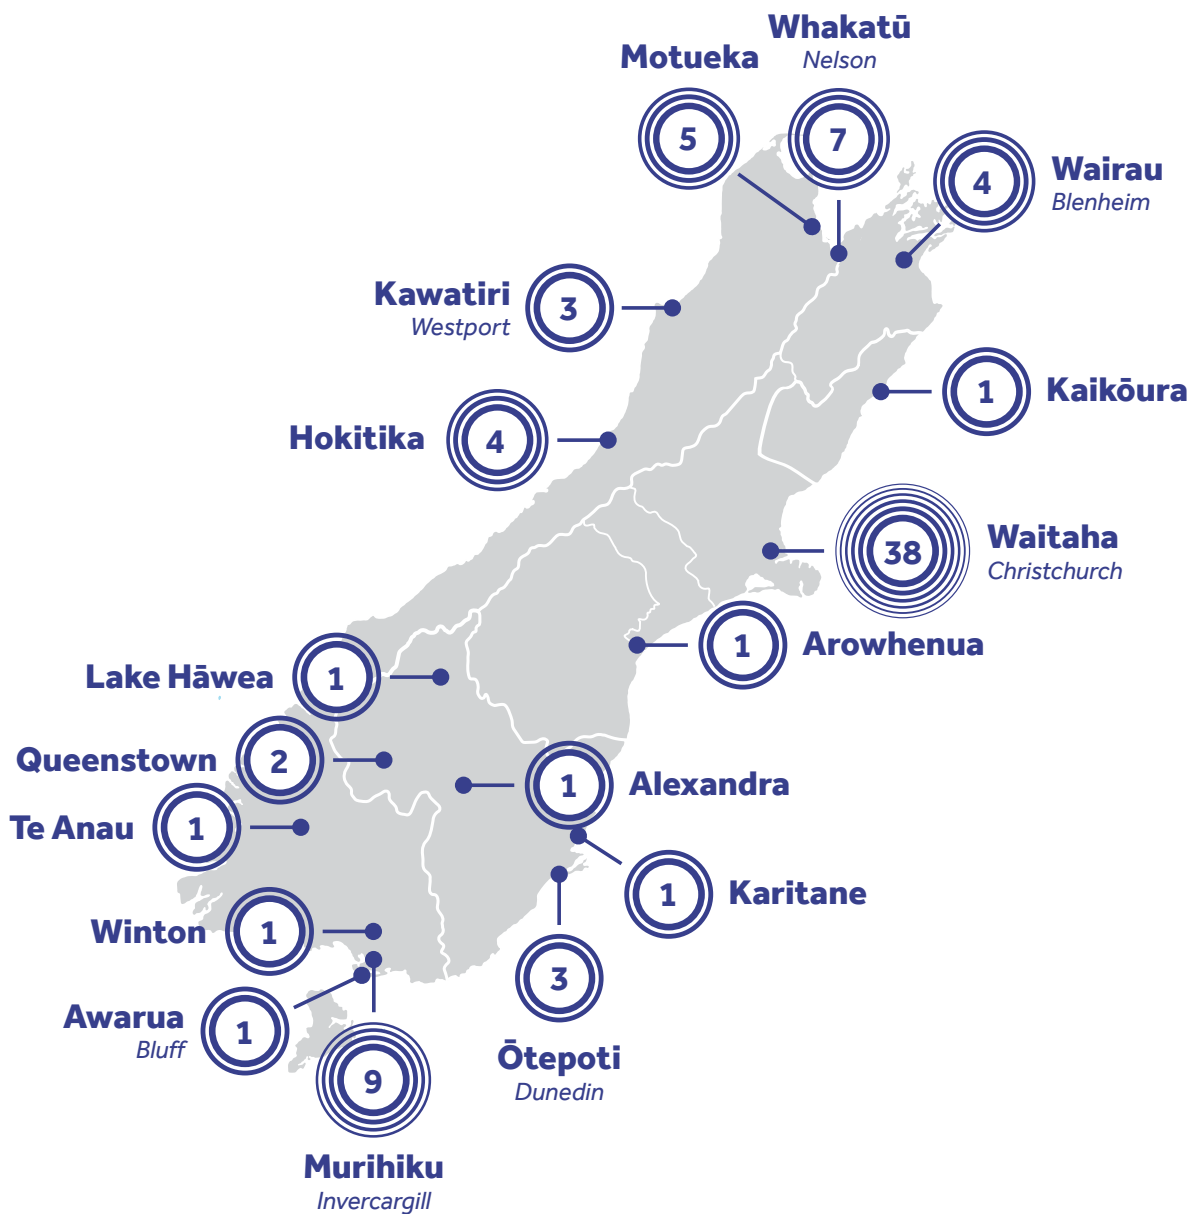 Whakatū
Nelson
7
Motueka
5
4
Wairau
Blenheim
Kawatiri
Westport
3
1
Kaikōura
Hokitika
4
38
Waitaha
Christchurch
1
Arowhenua
Lake Hāwea
1
Queenstown
2
1
Alexandra
Te Anau
1
1
Karitane
Winton
1
3
Ōtepoti
Dunedin
Awarua
Bluff
1
9
Murihiku
Invercargill